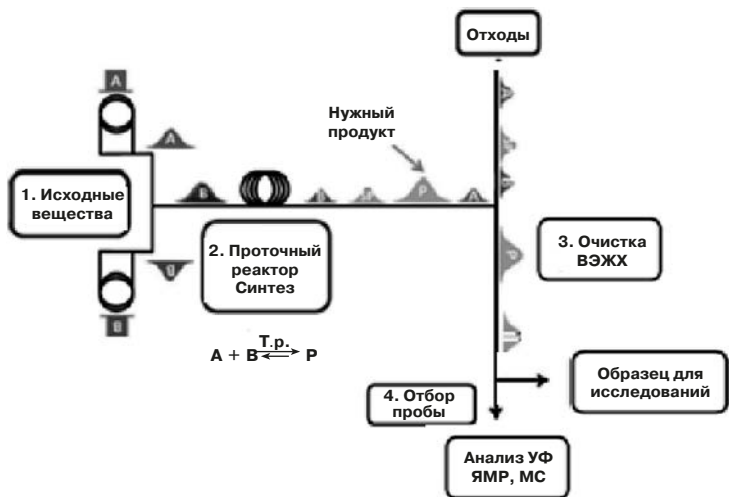 Отходы
A
A
Нужный
продукт
1. Исходные
вещества
Б
P
A
2. Проточный
реактор
Синтез
3. Очистка
ВЭЖХ
B
B
Т.р.
A + B ⇄ P
4. Отбор
пробы
Образец для
исследований
Анализ УФ
ЯМР, МС